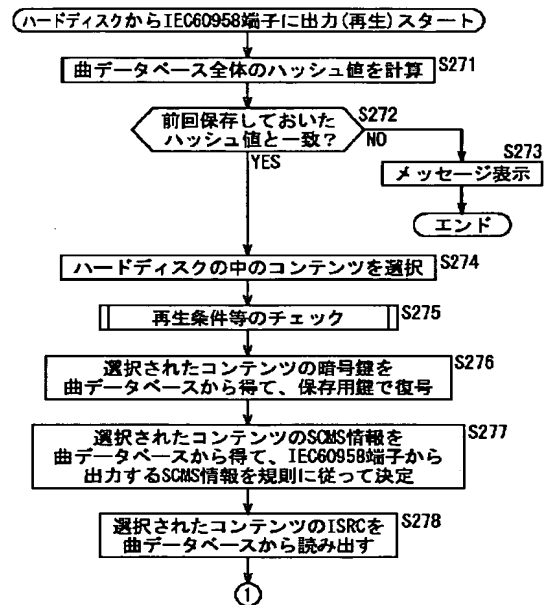 ハードディスクからIEC60958端子に出力(再生)スタート
曲データベース全体のハッシュ値を計算
S271
前回保存しておいた
ハッシュ値と一致？
S272
NO
YES
S273
メッセージ表示
エンド
ハードディスクの中のコンテンツを選択
S274
再生条件等のチェック
S275
選択されたコンテンツの暗号鍵を
曲データベースから得て、保存用鍵で復号
S276
選択されたコンテンツのSCMS情報を
曲データベースから得て、IEC60958端子から
出力するSCMS情報を規則に従って決定
S277
選択されたコンテンツのISRCを
曲データベースから読み出す
S278
1